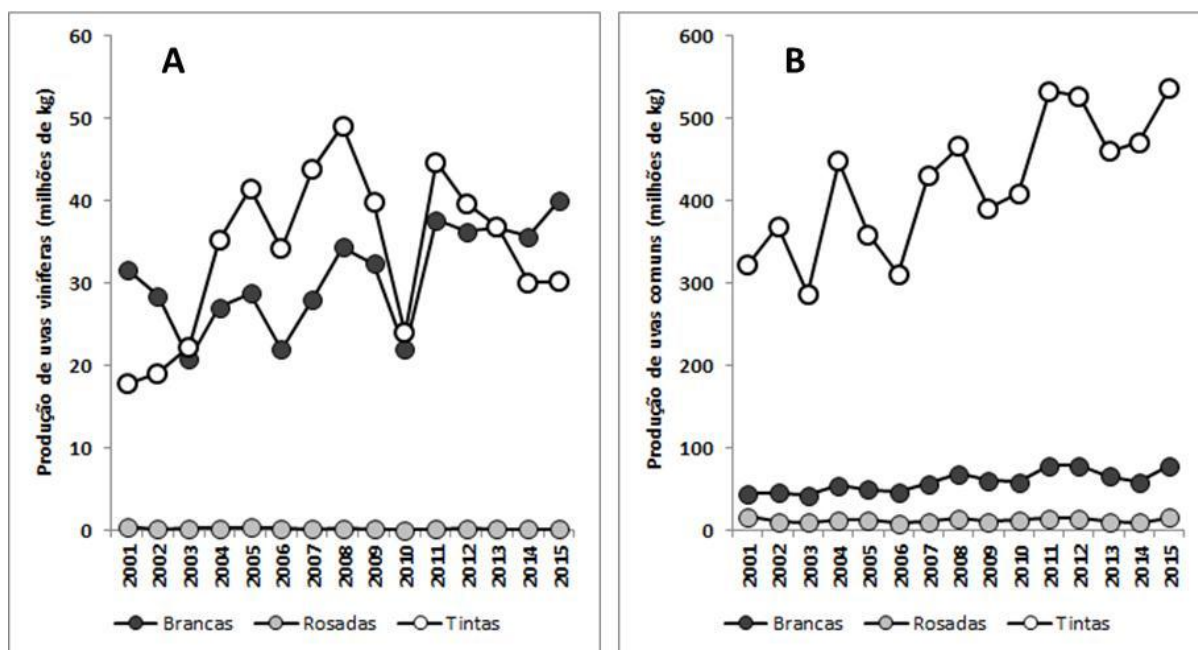 A
Produção de uvas viníferas (milhões de kg)
60
50
40
30
20
10
0
2001 2002 2003 2004 2005 2006 2007 2008 2009 2010 2011 2012 2013 2014 2015
Brancas Rosadas Tintas
B
Produção de uvas comuns (milhões de kg)
600
500
400
300
200
100
0
2001 2002 2003 2004 2005 2006 2007 2008 2009 2010 2011 2012 2013 2014 2015
Brancas Rosadas Tintas